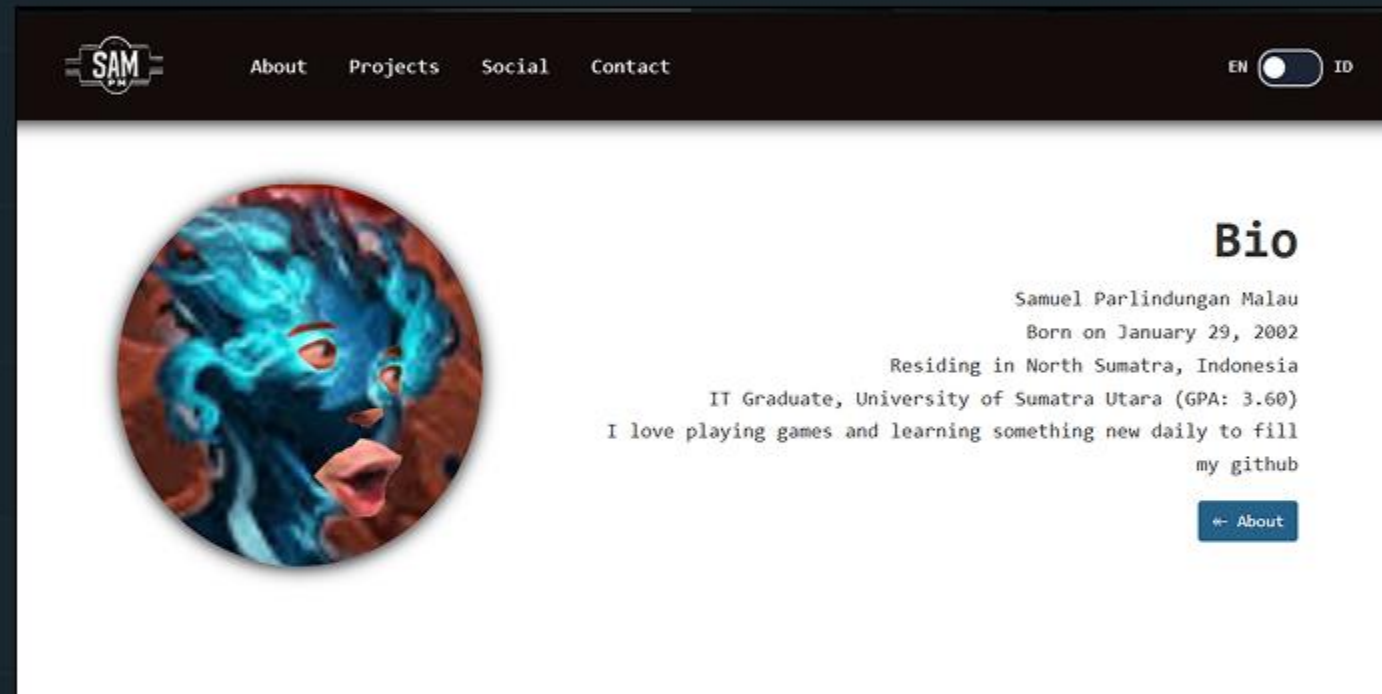 SAM
PM
About Projects Social Contact
EN ID
Bio
Samuel Parlindungan Malau
Born on January 29, 2002
Residing in North Sumatra, Indonesia
IT Graduate, University of Sumatra Utara (GPA: 3.60)
I love playing games and learning something new daily to fill
my github
↞ About